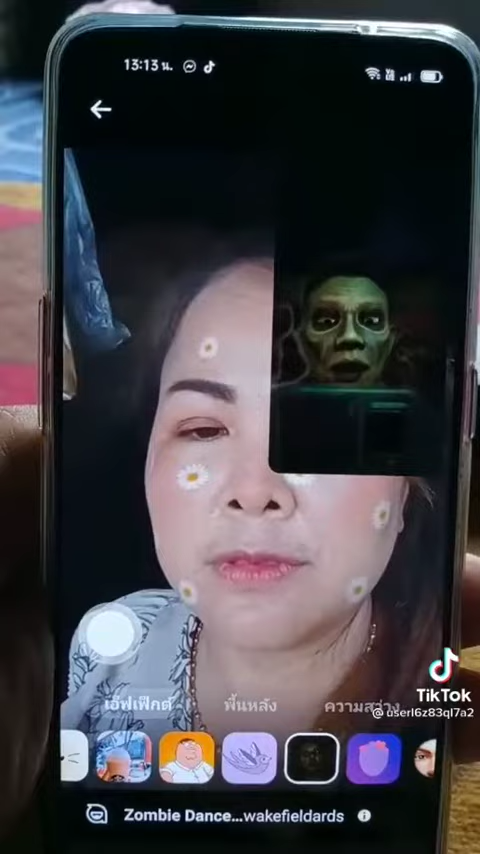 13:13 น.
เอ็ฟเฟ็กต์ พื้นหลัง ความสว่าง
TikTok
@userl6z83ql7a2
Zombie Dance...wakefieldards